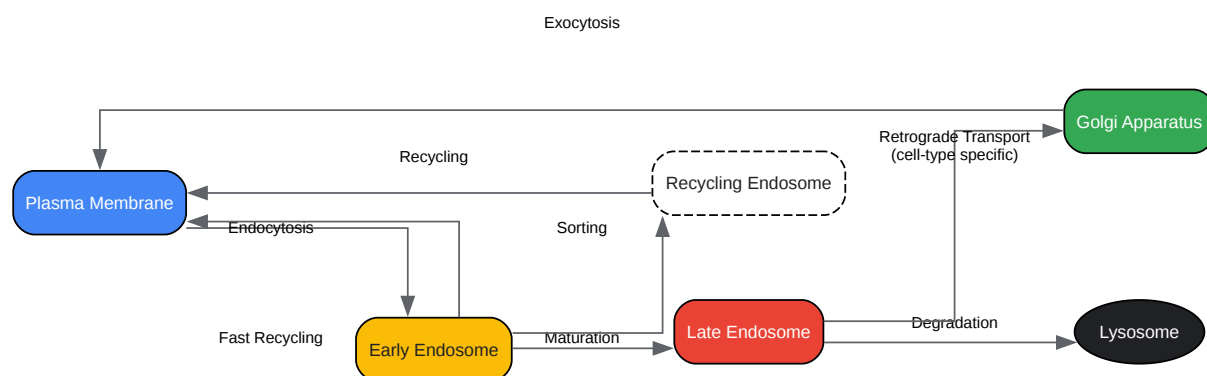 Exocytosis
Golgi Apparatus
Retrograde Transport
(cell-type specific)
Recycling
Recycling Endosome
Plasma Membrane
Endocytosis
Sorting
Degradation
Fast Recycling
Maturation
Late Endosome
Lysosome
Early Endosome